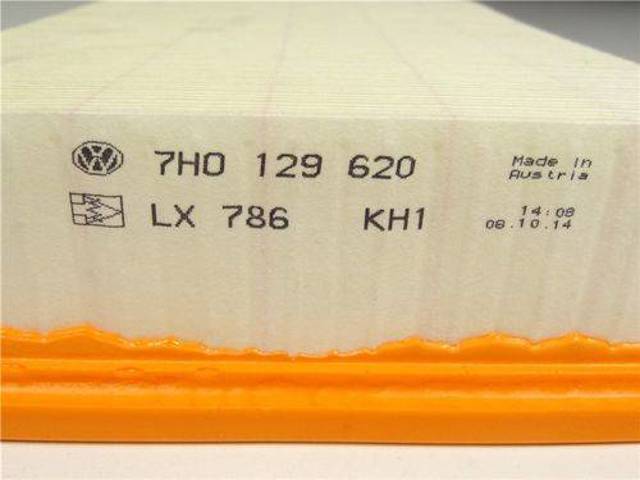 7H0 129 620
Made in
Austria
LX 786 KH1
14:08
08.10.14